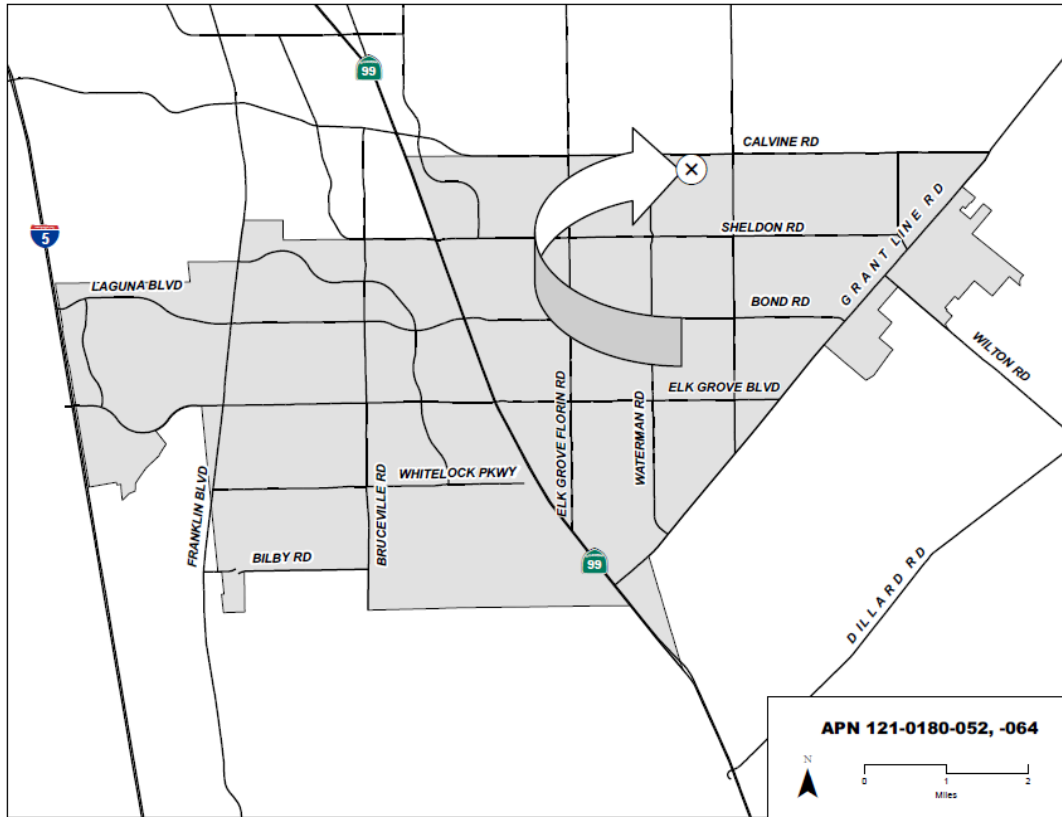 99
CALVINE RD
SHELDON RD
GRANT LINE RD
5
LAGUNA BLVD
BOND RD
WILTON RD
ELK GROVE BLVD
ELK GROVE FLORIN RD
WATERMAN RD
WHITELOCK PKWY
FRANKLIN BLVD
BRUCEVILLE RD
BILBY RD
99
DILLARD RD
APN 121-0180-052, -064
N
0 1 2
Miles